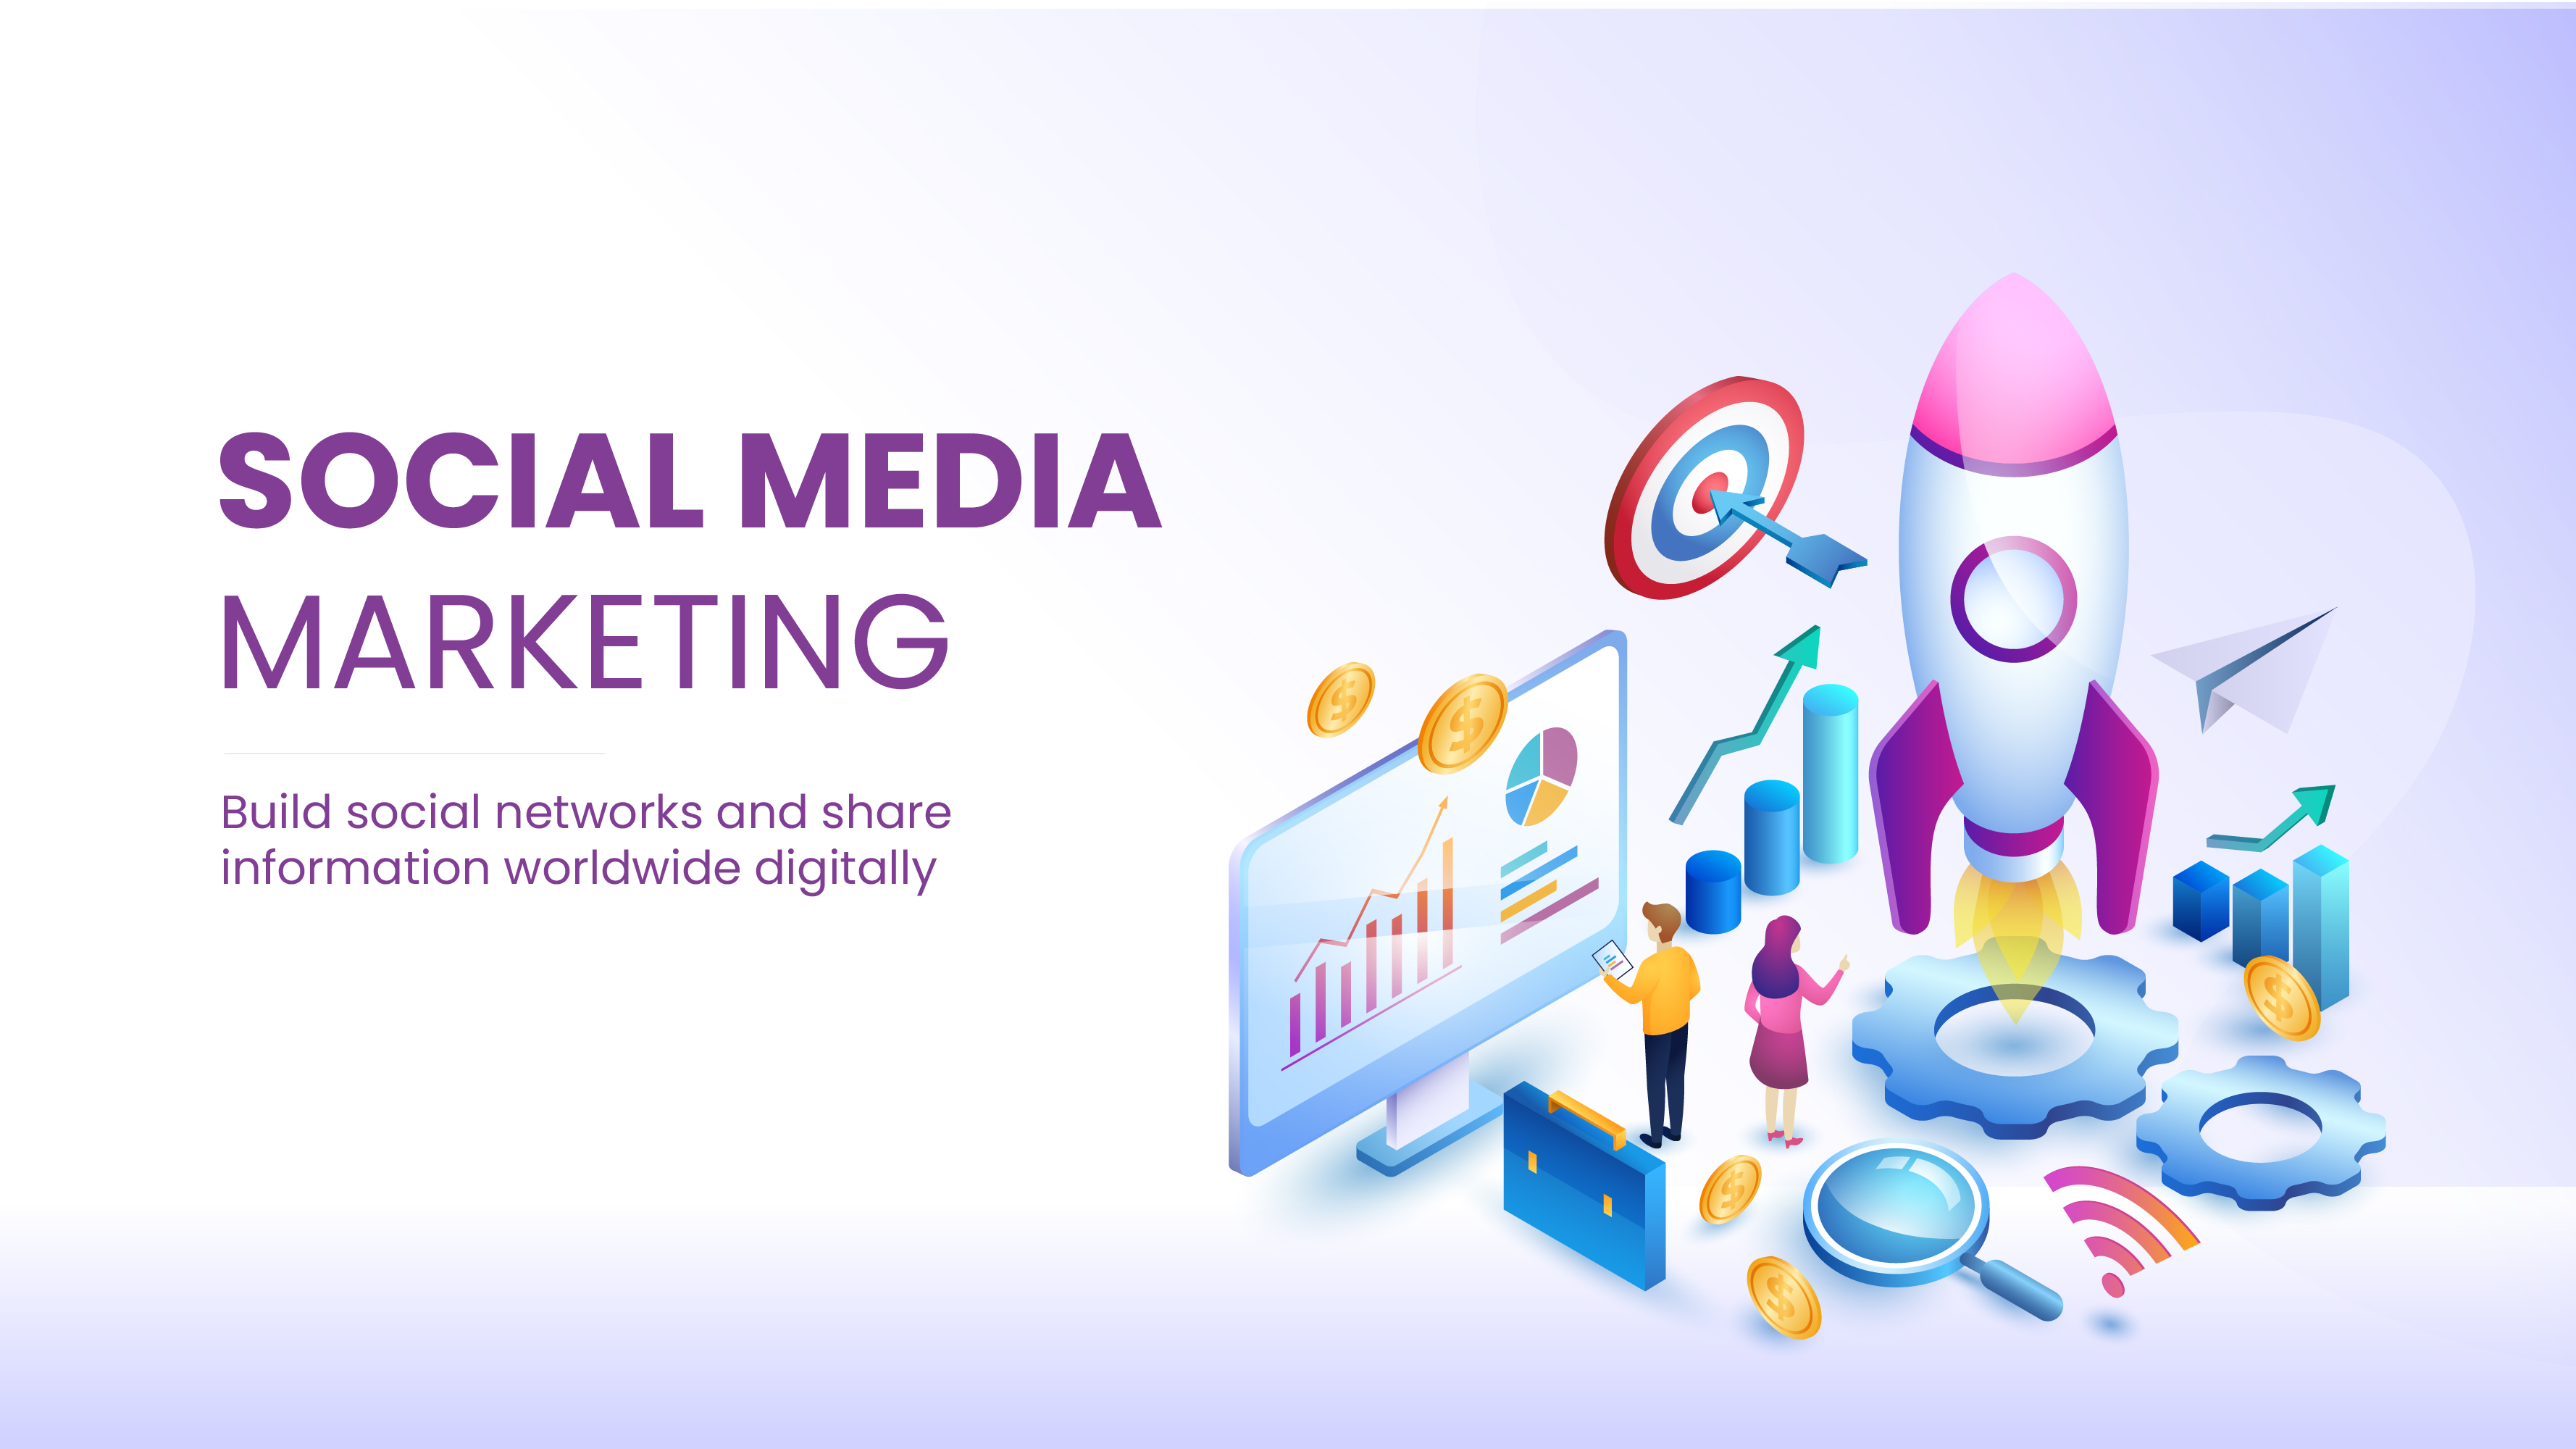 SOCIAL MEDIA
MARKETING
Build social networks and share
information worldwide digitally
$
$
$
$
$